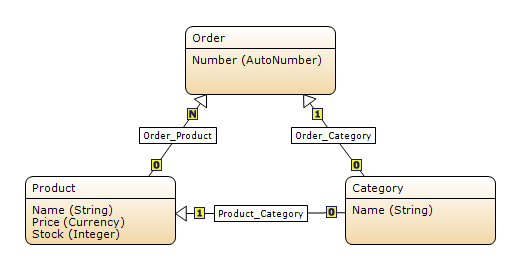 Order
Number (AutoNumber)
N
1
Order_Product
Order_Category
0
0
Product
Name (String)
Price (Currency)
Stock (Integer)
1
Product_Category
0
Category
Name (String)